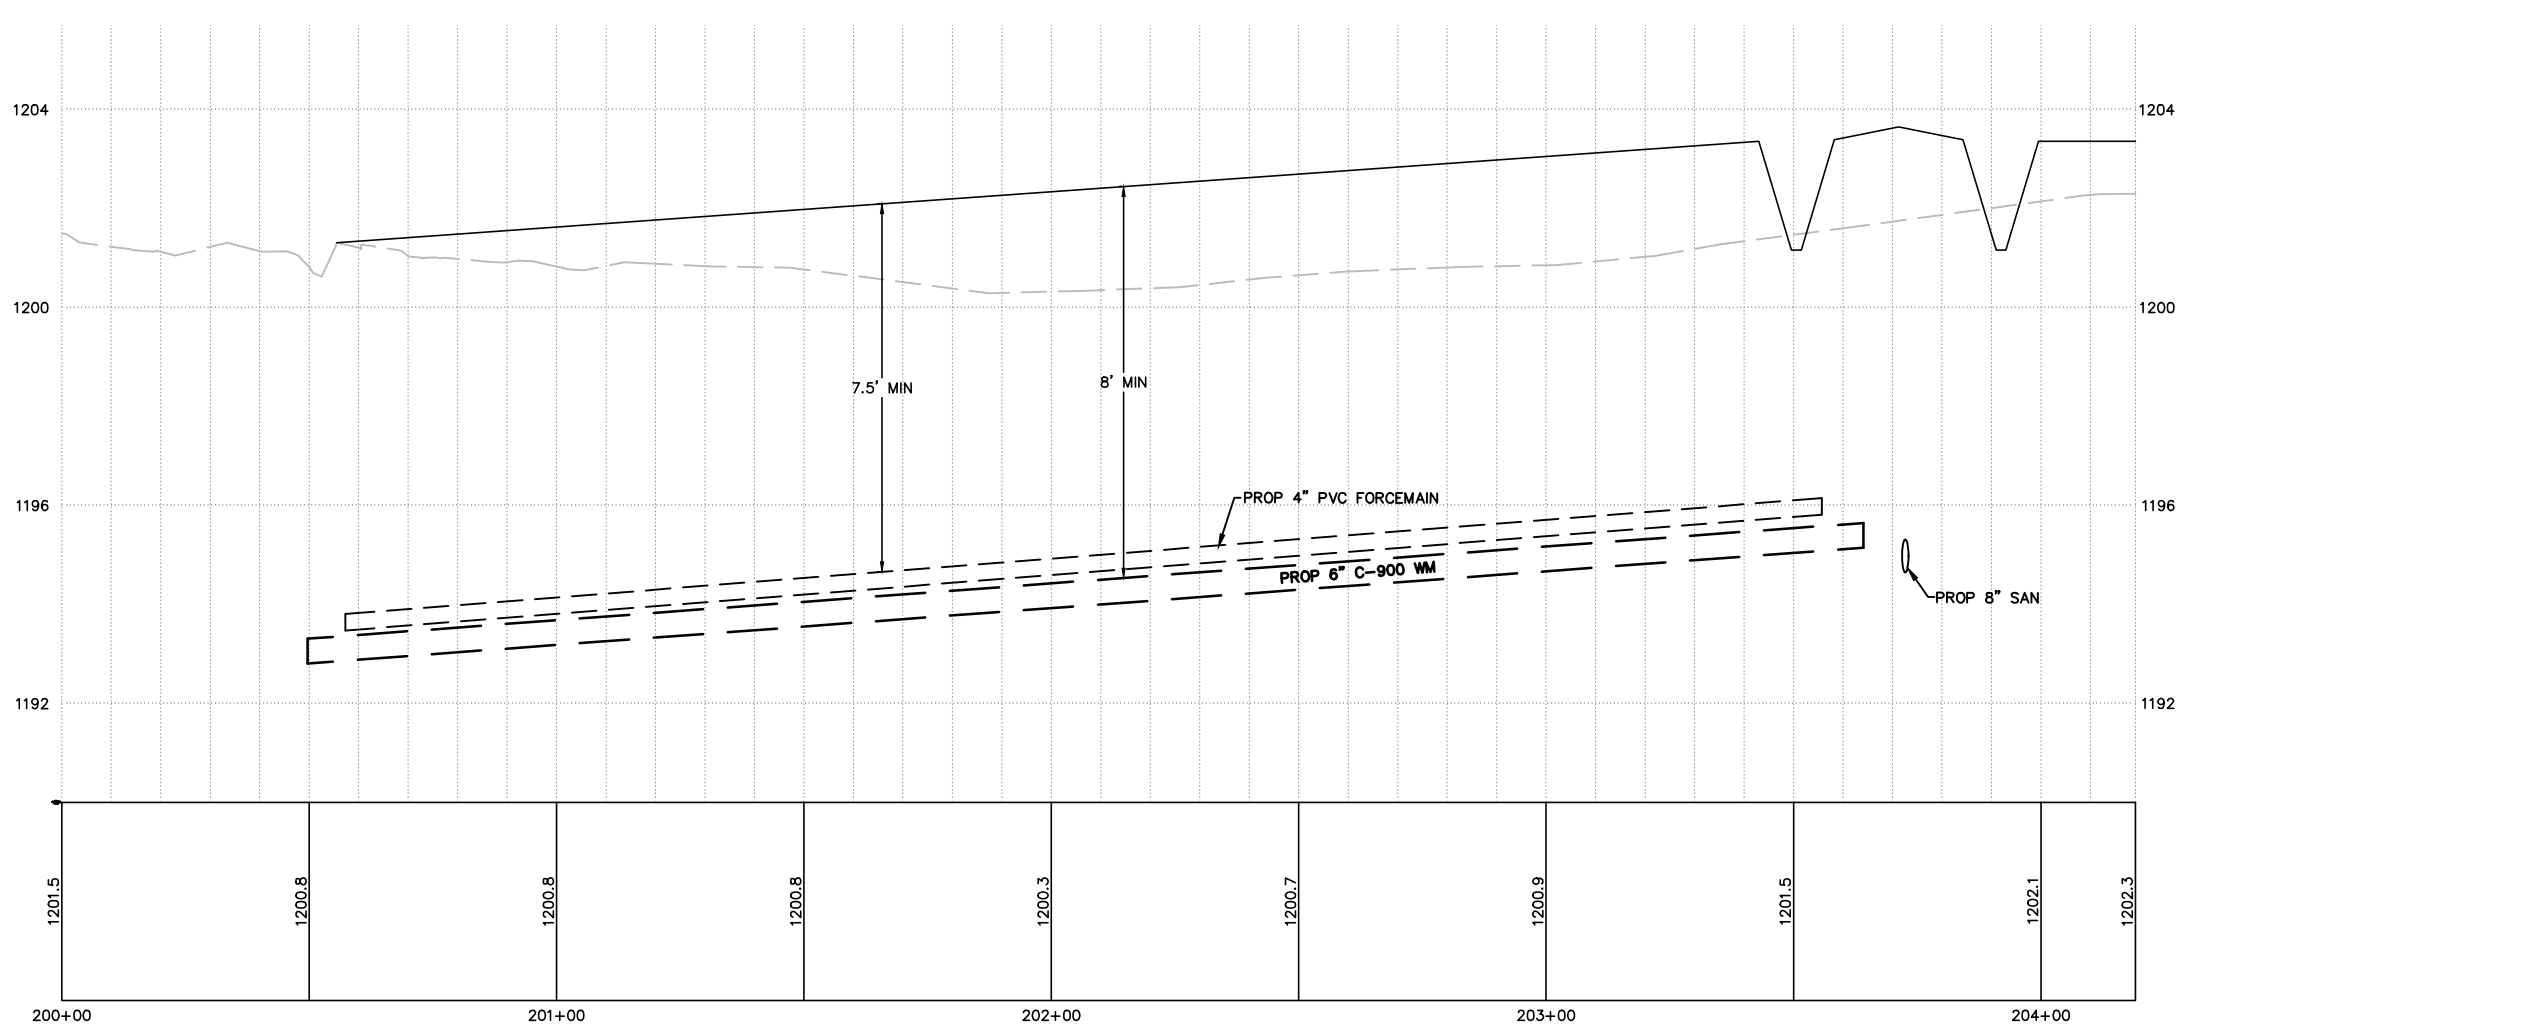 1204 1204
1200 1200
7.5' MIN
8' MIN
PROP 4" PVC FORCEMAIN
1196 1196
PROP 6" C-900 WM
PROP 8" SAN
1192 1192
1201.5 1200.8 1200.8 1200.8 1200.3 1200.7 1200.9 1201.5 1202.1 1202.3
200+00 201+00 202+00 203+00 204+00